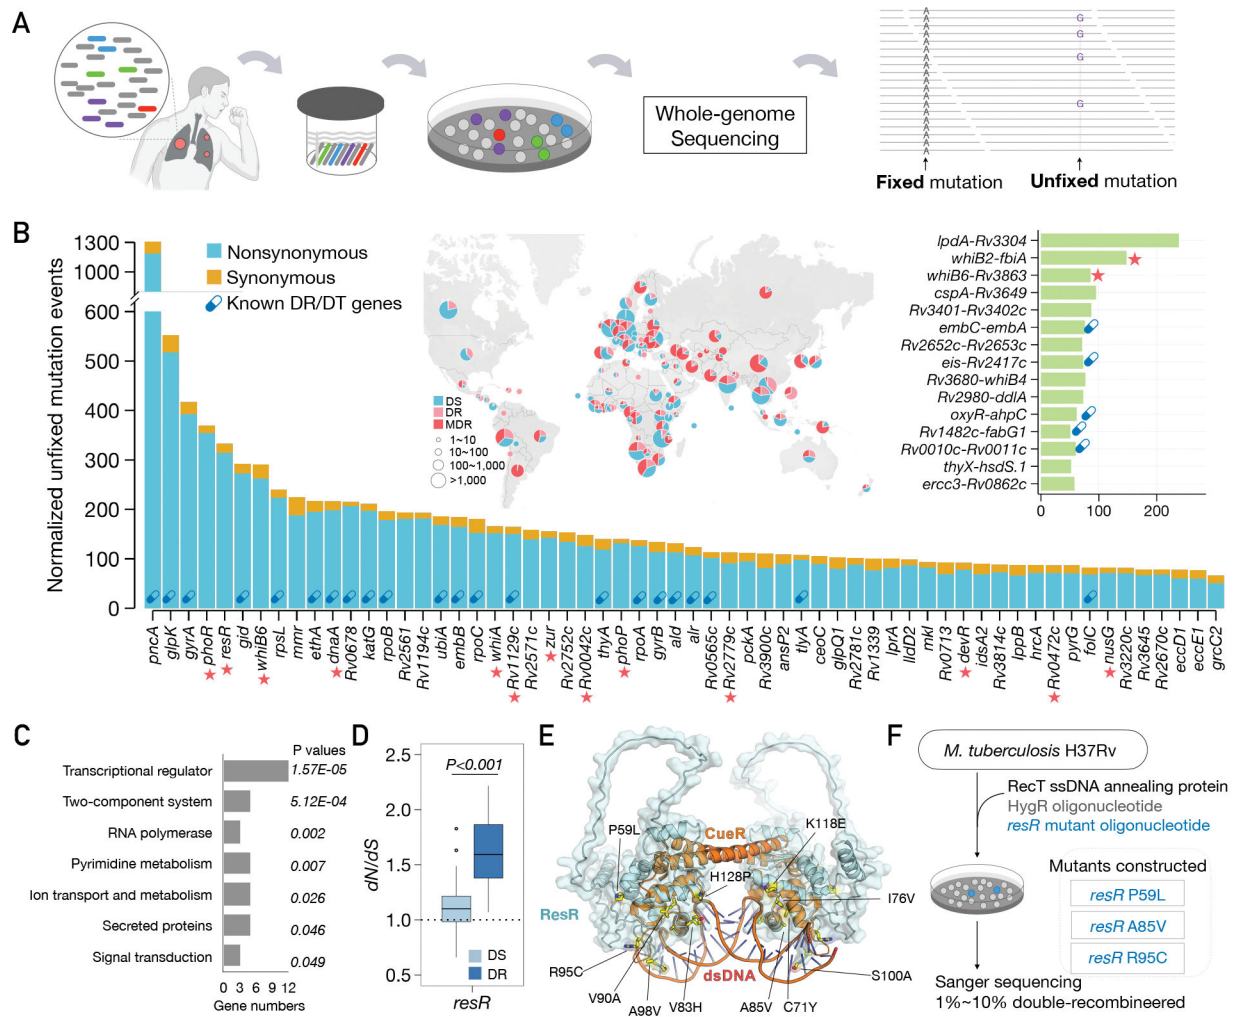 A
Whole-genome
Sequencing
A
G
G
G
G
Fixed mutation
Unfixed mutation
B
Normalized unfixed mutation events
1300
1000
600
500
400
300
200
100
0
Nonsynonymous
Synonymous
Known DR/DT genes
DS
DR
MDR
1~10
10~100
100~1,000
>1,000
lpdA-Rv3304
whiB2-fbiA
whiB6-Rv3863
cspA-Rv3649
Rv3401-Rv3402c
embC-embA
Rv2652c-Rv2653c
eis-Rv2417c
Rv3680-whiB4
Rv2980-ddlA
oxyR-ahpC
Rv1482c-fabG1
Rv0010c-Rv0011c
thyX-hsdS.1
ercc3-Rv0862c
0 100 200
pncA
glpK
gyrA
phoR
resR
gid
whiB6
rpsL
mmr
ethA
dnaA
Rv0678
katG
rpoB
Rv2561
Rv1194c
ubiA
embB
rpoC
whiA
Rv1129c
Rv2571c
zur
Rv2752c
Rv0042c
thyA
phoP
rpoA
gyrB
ald
alr
Rv0565c
Rv2779c
pckA
Rv3900c
ansP2
tlyA
ceoC
glpQ1
Rv2781c
Rv1339
lprA
lldD2
mkl
Rv0713
devR
idsA2
Rv3814c
lppB
hrcA
Rv0472c
pyrG
folC
nusG
Rv3220c
Rv3645
Rv2670c
eccD1
eccE1
grcC2
C
P values
Transcriptional regulator 1.57E-05
Two-component system 5.12E-04
RNA polymerase 0.002
Pyrimidine metabolism 0.007
Ion transport and metabolism 0.026
Secreted proteins 0.046
Signal transduction 0.049
0 3 6 9 12
Gene numbers
D
dN/dS
2.5
2.0
1.5
1.0
0.5
P<0.001
DS
DR
resR
E
P59L
CueR
K118E
H128P
I76V
ResR
R95C
dsDNA
S100A
V90A
A98V
V83H
A85V
C71Y
F
M. tuberculosis H37Rv
RecT ssDNA annealing protein
HygR oligonucleotide
resR mutant oligonucleotide
Mutants constructed
resR P59L
resR A85V
resR R95C
Sanger sequencing
1%~10% double-recombineered